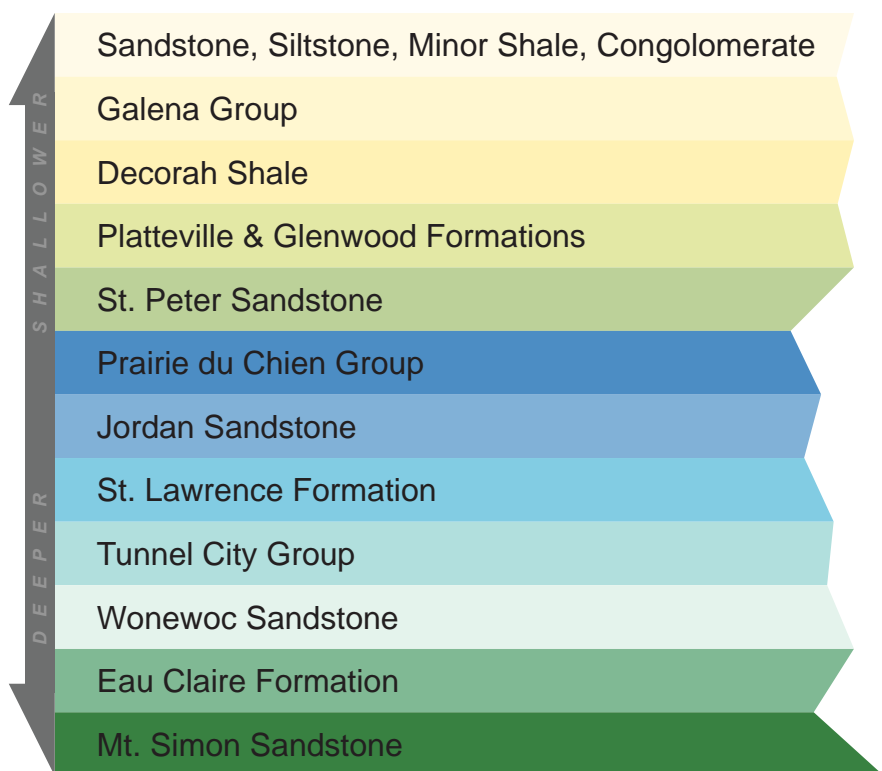 Sandstone, Siltstone, Minor Shale, Congolomerate
Galena Group
Decorah Shale
Platteville & Glenwood Formations
St. Peter Sandstone
Prairie du Chien Group
Jordan Sandstone
St. Lawrence Formation
Tunnel City Group
Wonewoc Sandstone
Eau Claire Formation
Mt. Simon Sandstone
SHALLOWER
DEEPER